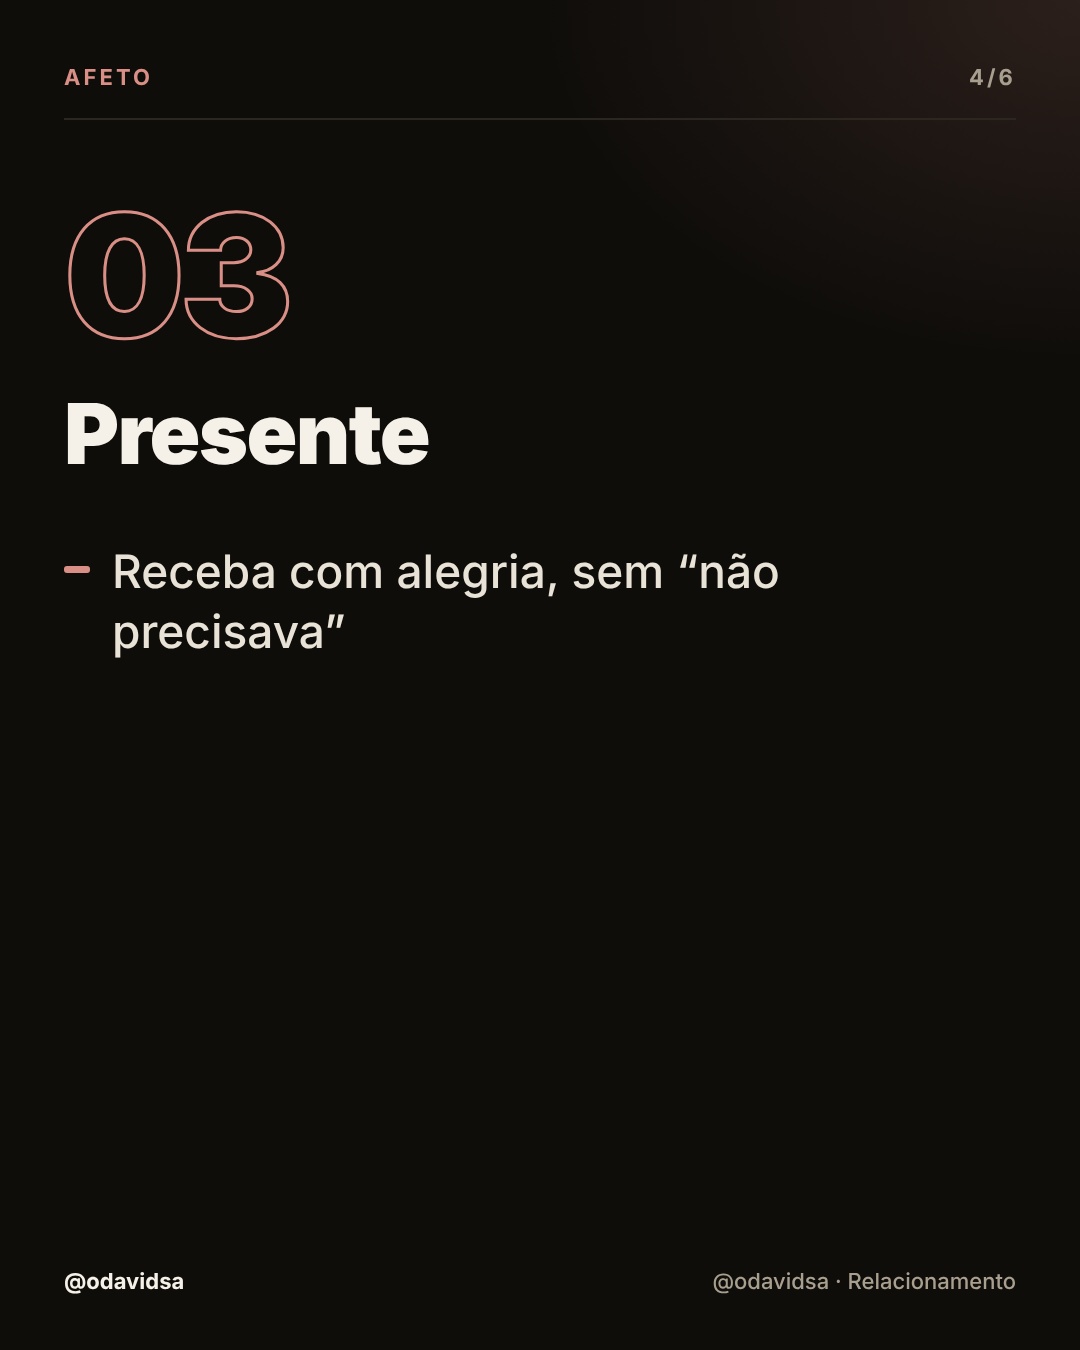 AFETO
4/6
03
Presente
Receba com alegria, sem “não
precisava”
@odavidsa
@odavidsa · Relacionamento